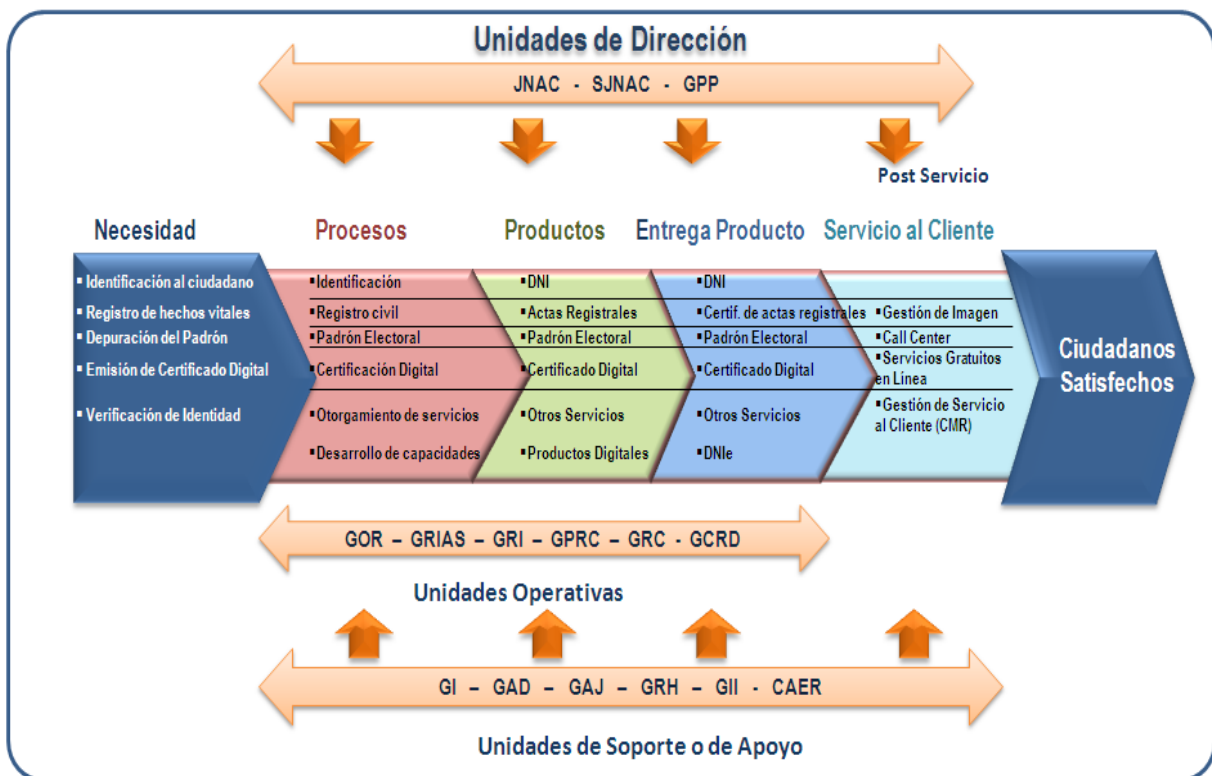 Unidades de Dirección
JNAC - SJNAC - GPP
Post Servicio
Necesidad
▪ Identificación al ciudadano
▪ Registro de hechos vitales
▪ Depuración del Padrón
▪ Emisión de Certificado Digital
▪ Verificación de Identidad
Procesos
▪Identificación
▪Registro civil
▪Padrón Electoral
▪Certificación Digital
▪Otorgamiento de servicios
▪Desarrollo de capacidades
Productos
▪DNI
▪Actas Registrales
▪Padrón Electoral
▪Certificado Digital
▪Otros Servicios
▪Productos Digitales
Entrega Producto
▪DNI
▪Certif. de actas registrales
▪Padrón Electoral
▪Certificado Digital
▪Otros Servicios
▪DNIe
Servicio al Cliente
▪Gestión de Imagen
▪Call Center
▪Servicios Gratuitos
en Línea
▪Gestión de Servicio
al Cliente (CMR)
Ciudadanos
Satisfechos
GOR – GRIAS – GRI – GPRC – GRC - GCRD
Unidades Operativas
GI – GAD – GAJ – GRH – GII - CAER
Unidades de Soporte o de Apoyo